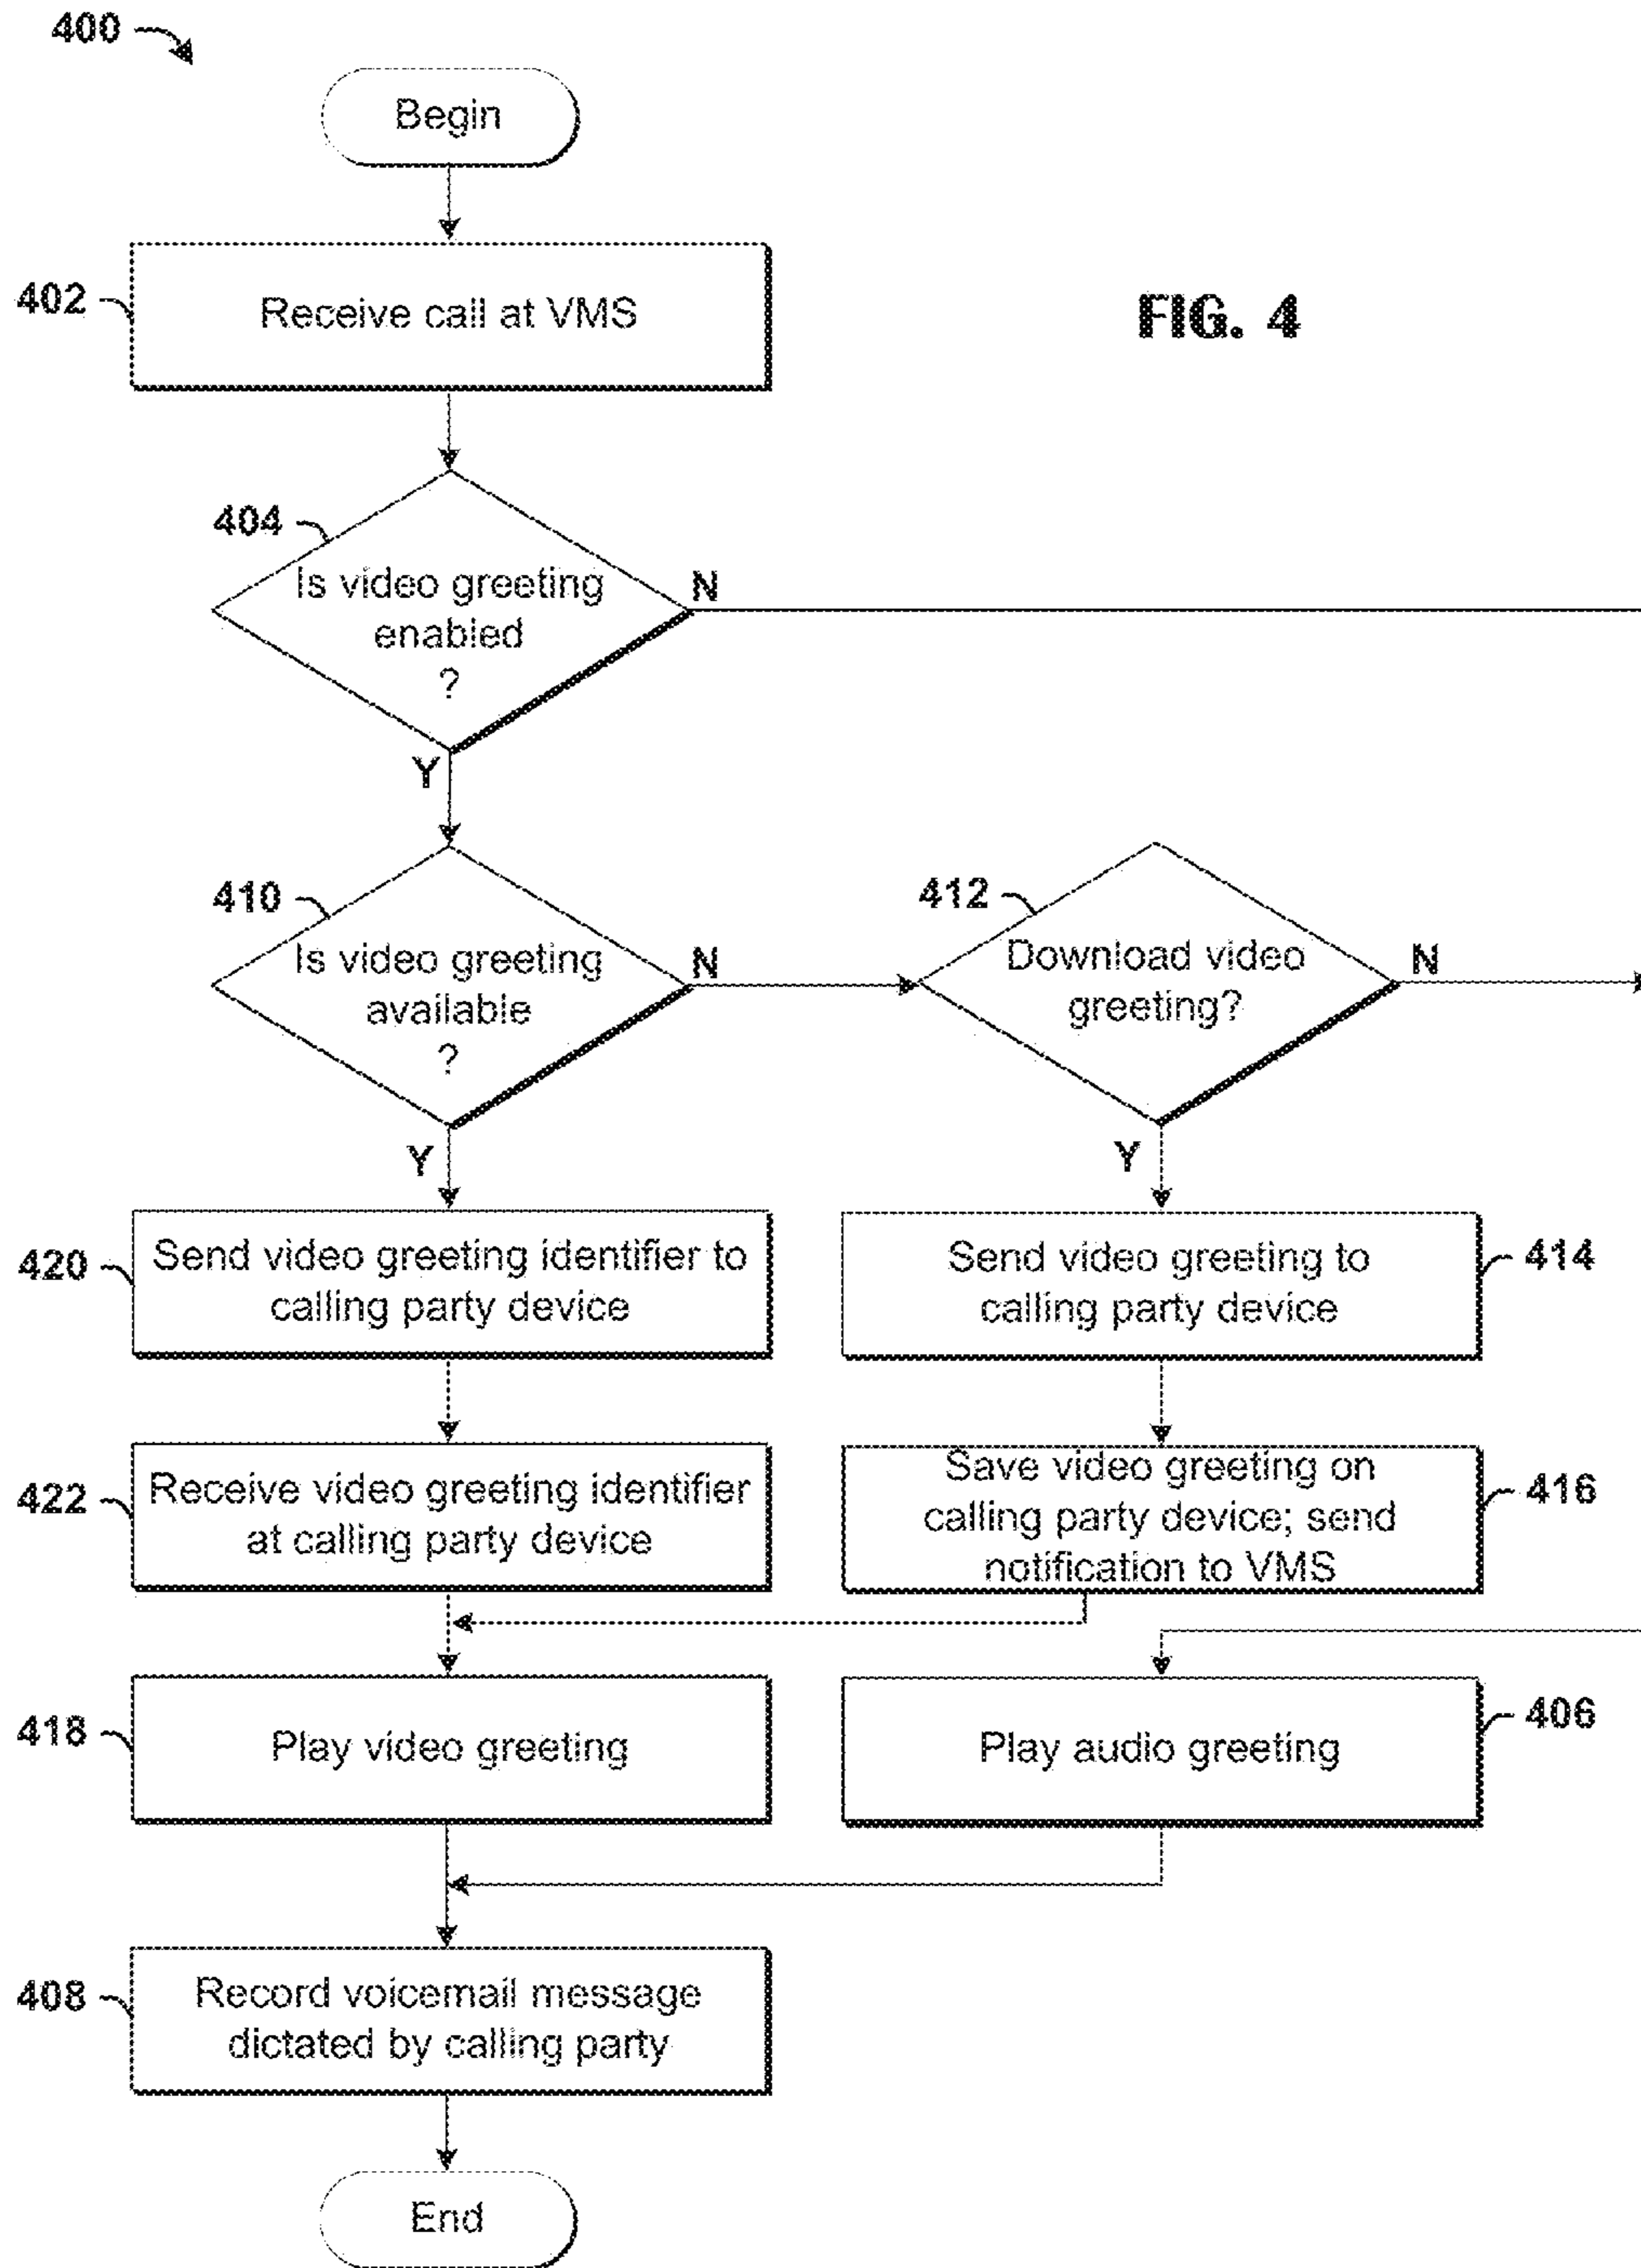 400
Begin
402
Receive call at VMS
FIG. 4
404
Is video greeting
enabled
?
N
Y
410
Is video greeting
available
?
N
Y
412
Download video
greeting?
N
Y
420
Send video greeting identifier to
calling party device
Send video greeting to
calling party device
414
422
Receive video greeting identifier
at calling party device
Save video greeting on
calling party device; send
notification to VMS
416
418
Play video greeting
Play audio greeting
406
408
Record voicemail message
dictated by calling party
End